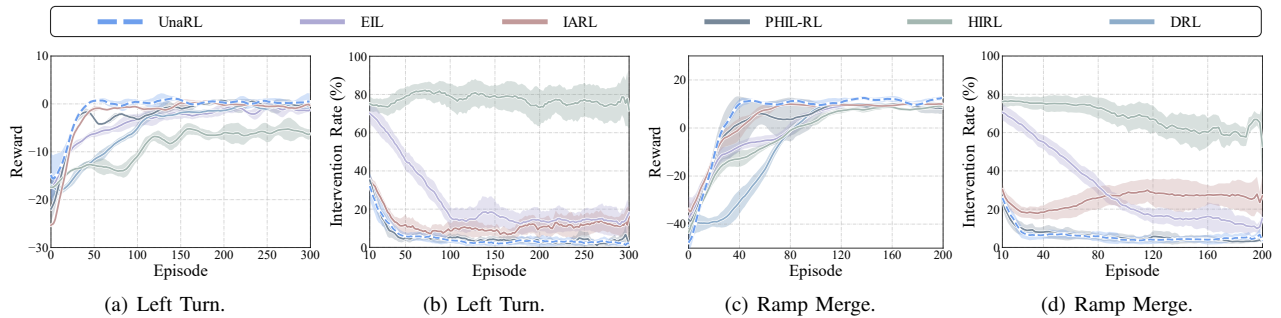 UnaRL EIL IARL PHIL-RL HIRL DRL
10
0
−10
−20
−30
Reward
0 50 100 150 200 250 300
Episode
(a) Left Turn.
100
80
60
40
20
0
Intervention Rate (%)
10 50 100 150 200 250 300
Episode
(b) Left Turn.
20
0
−20
−40
Reward
0 40 80 120 160 200
Episode
(c) Ramp Merge.
100
80
60
40
20
0
Intervention Rate (%)
10 40 80 120 160 200
Episode
(d) Ramp Merge.